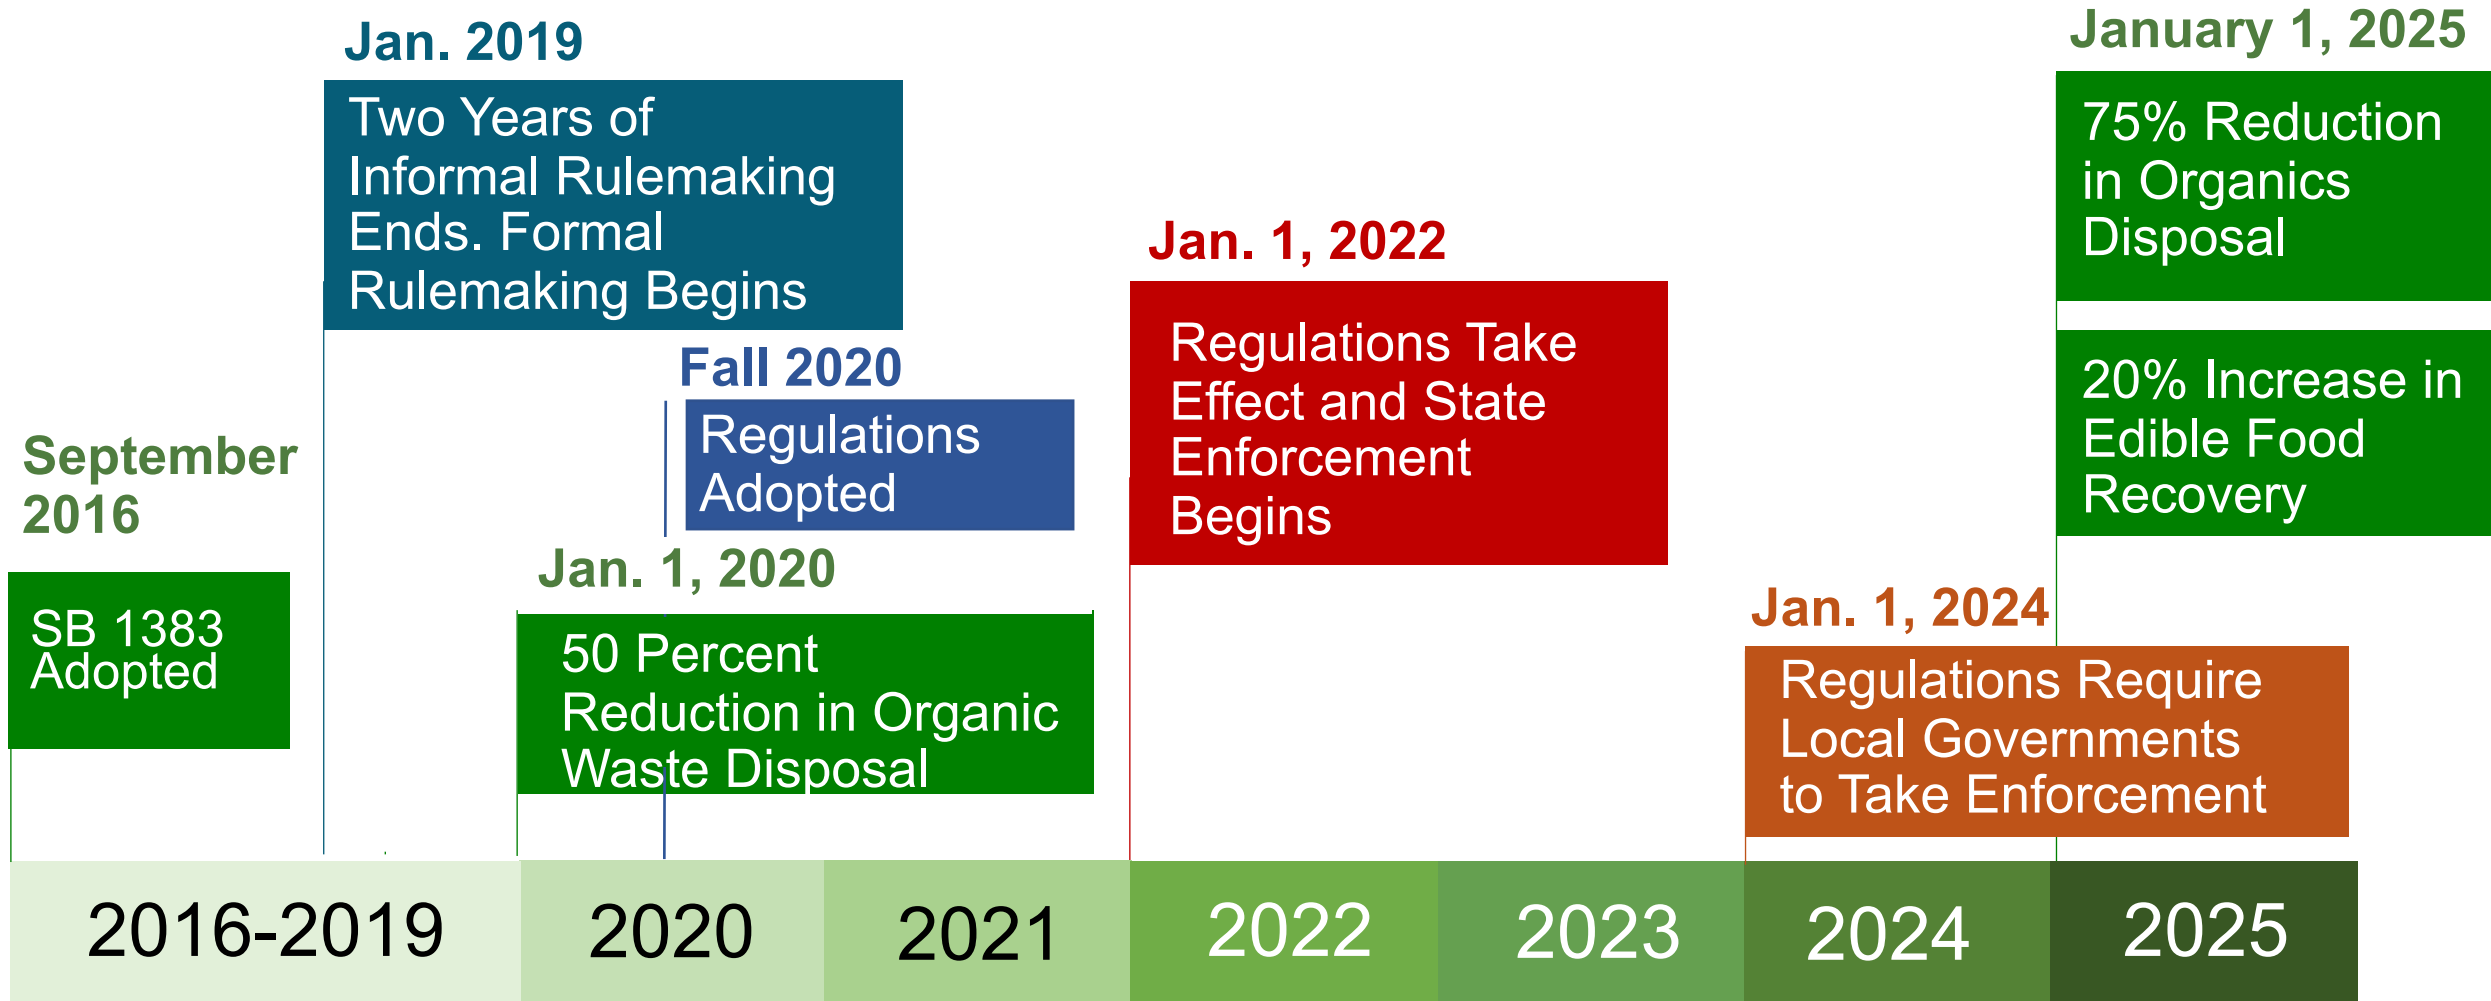 Jan. 2019
Two Years of
Informal Rulemaking
Ends. Formal
Rulemaking Begins
January 1, 2025
75% Reduction
in Organics
Disposal
20% Increase in
Edible Food
Recovery
Jan. 1, 2022
Regulations Take
Effect and State
Enforcement
Begins
Fall 2020
Regulations
Adopted
September
2016
SB 1383
Adopted
Jan. 1, 2020
50 Percent
Reduction in Organic
Waste Disposal
Jan. 1, 2024
Regulations Require
Local Governments
to Take Enforcement
2016-2019
2020
2021
2022
2023
2024
2025